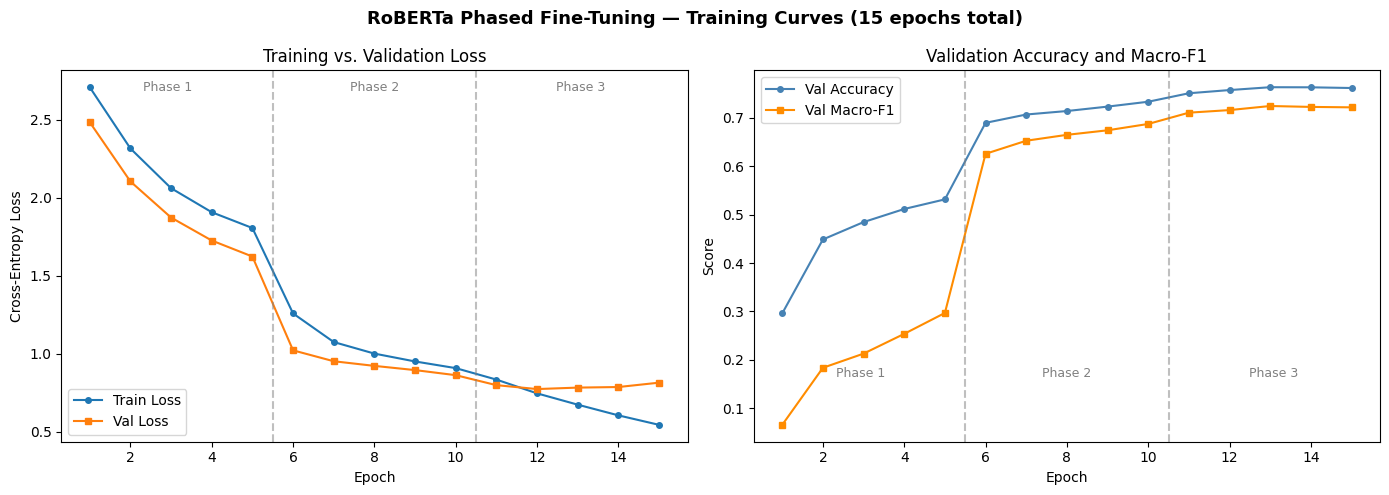 RoBERTa Phased Fine-Tuning — Training Curves (15 epochs total)
Training vs. Validation Loss
Phase 1
Phase 2
Phase 3
2.5
2.0
1.5
1.0
0.5
Cross-Entropy Loss
Train Loss
Val Loss
2
4
6
8
10
12
14
Epoch
Validation Accuracy and Macro-F1
Val Accuracy
Val Macro-F1
0.7
0.6
0.5
0.4
0.3
0.2
0.1
Score
Phase 1
Phase 2
Phase 3
2
4
6
8
10
12
14
Epoch